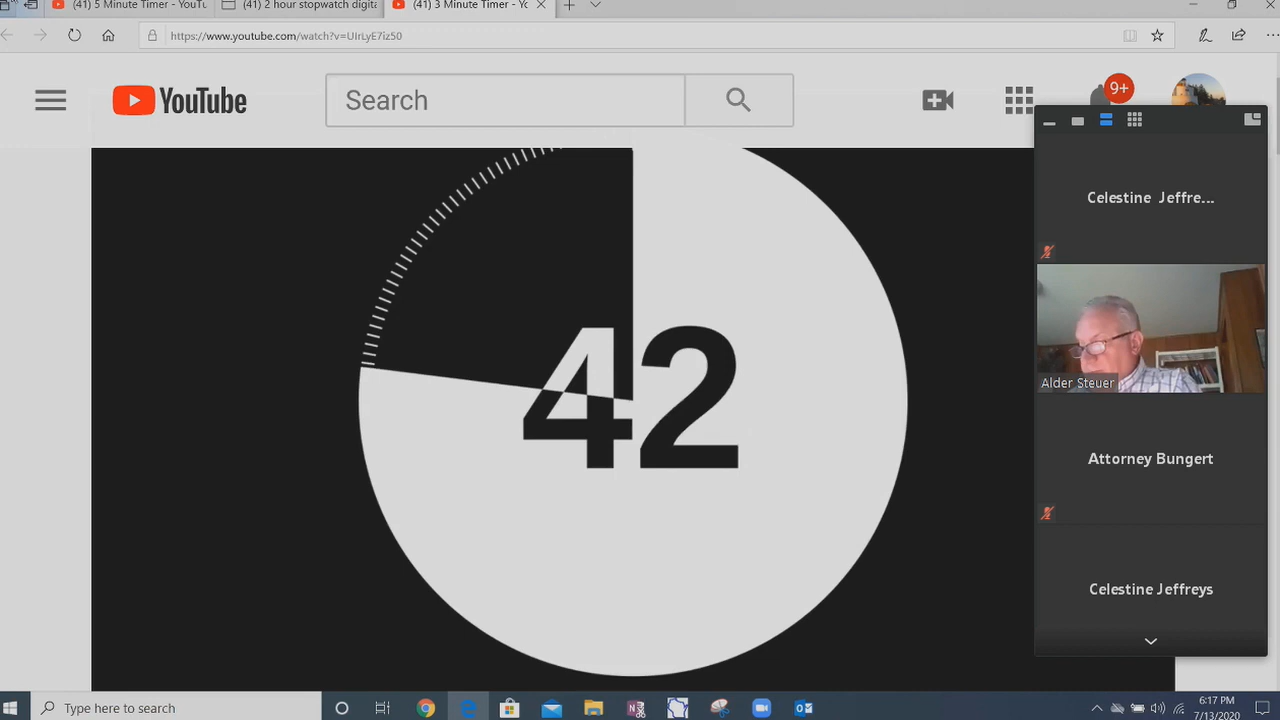 (41) 5 Minute Timer - YouTu
(41) 2 hour stopwatch digita
(41) 3 Minute Timer - Yo
https://www.youtube.com/watch?v=UIrLyE7iz50
YouTube
Search
9+
Celestine Jeffre...
Alder Steuer
Attorney Bungert
Celestine Jeffreys
42
Type here to search
6:17 PM
7/13/2020